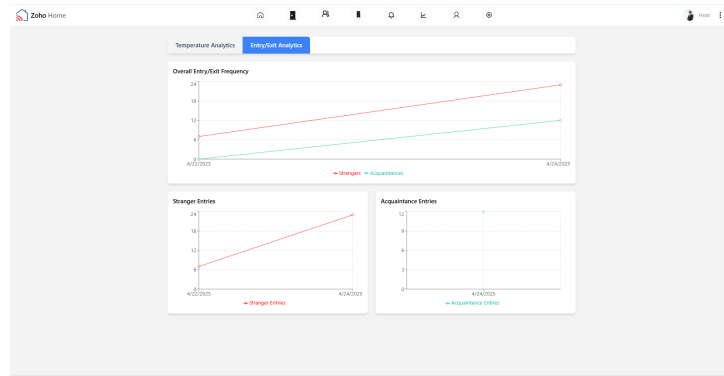 Zoho Home
Host
Temperature Analytics
Entry/Exit Analytics
Overall Entry/Exit Frequency
24
18
12
6
0
4/22/2025
4/24/2025
Strangers
Acquaintances
Stranger Entries
24
18
12
6
0
4/22/2025
4/24/2025
Stranger Entries
Acquaintance Entries
12
9
6
3
0
4/24/2025
Acquaintance Entries